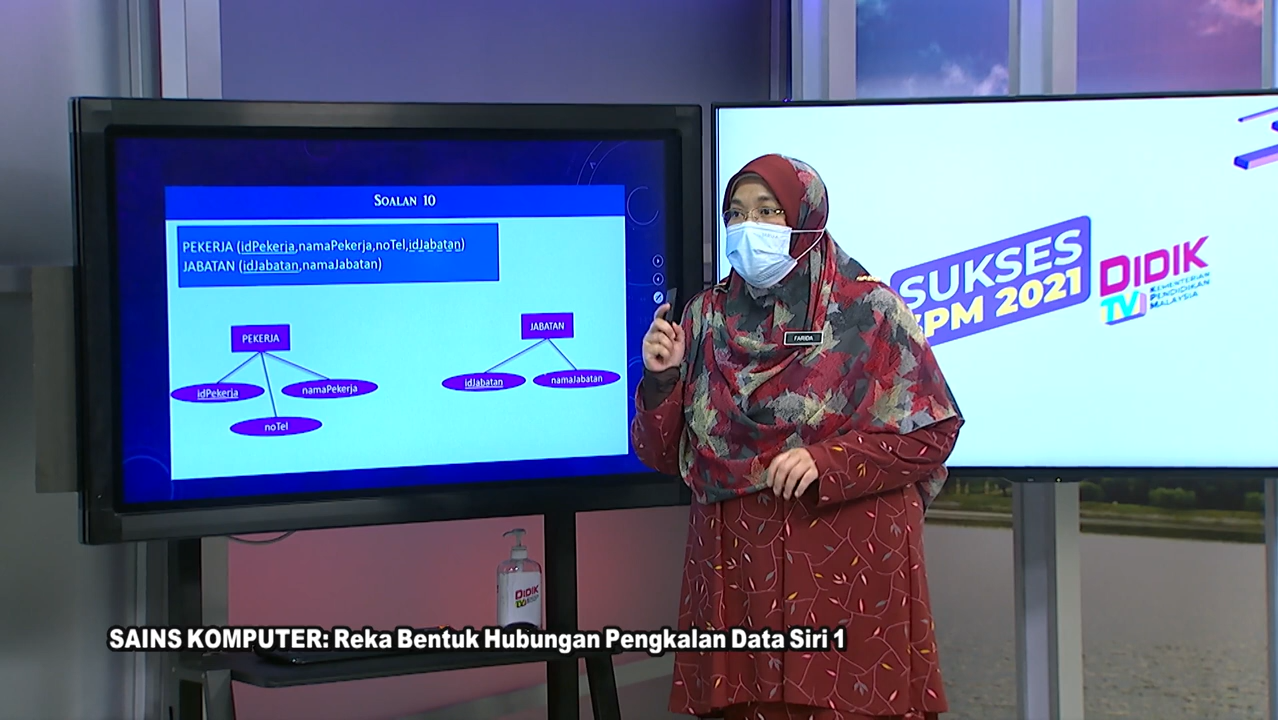 SOALAN 10
PEKERJA (idPekerja,namaPekerja,noTel,idJabatan)
JABATAN (idJabatan,namaJabatan)
PEKERJA
idPekerja
namaPekerja
noTel
JABATAN
idJabatan
namaJabatan
SUKSES
SPM 2021
DIDIK
TV
KEMENTERIAN
PENDIDIKAN
MALAYSIA
FARIDA
DIDIK
TV
SAINS KOMPUTER: Reka Bentuk Hubungan Pengkalan Data Siri 1